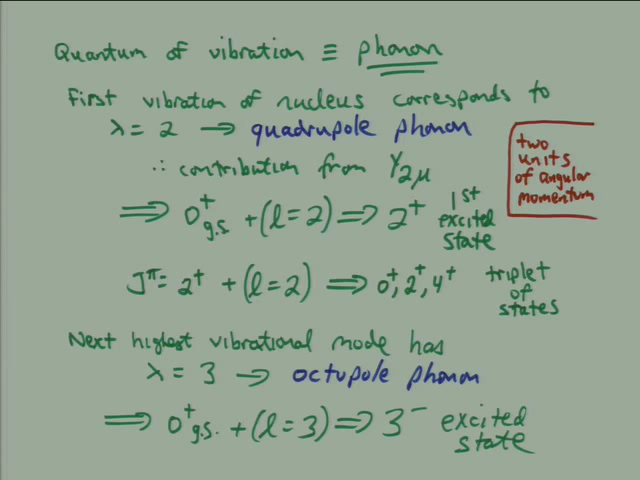 Quantum of vibration ≡ phonon
First vibration of nucleus corresponds to
λ = 2 → quadrupole phonon
∴ contribution from Y₂μ
two
units
of angular
momentum
⟹ 0⁺g.s. + (l = 2) ⟹ 2⁺ 1st excited state
Jᵖⁱ = 2⁺ + (l = 2) ⟹ 0⁺, 2⁺, 4⁺ triplet of states
Next highest vibrational mode has
λ = 3 → octupole phonon
⟹ 0⁺g.s. + (l = 3) ⟹ 3⁻ excited state